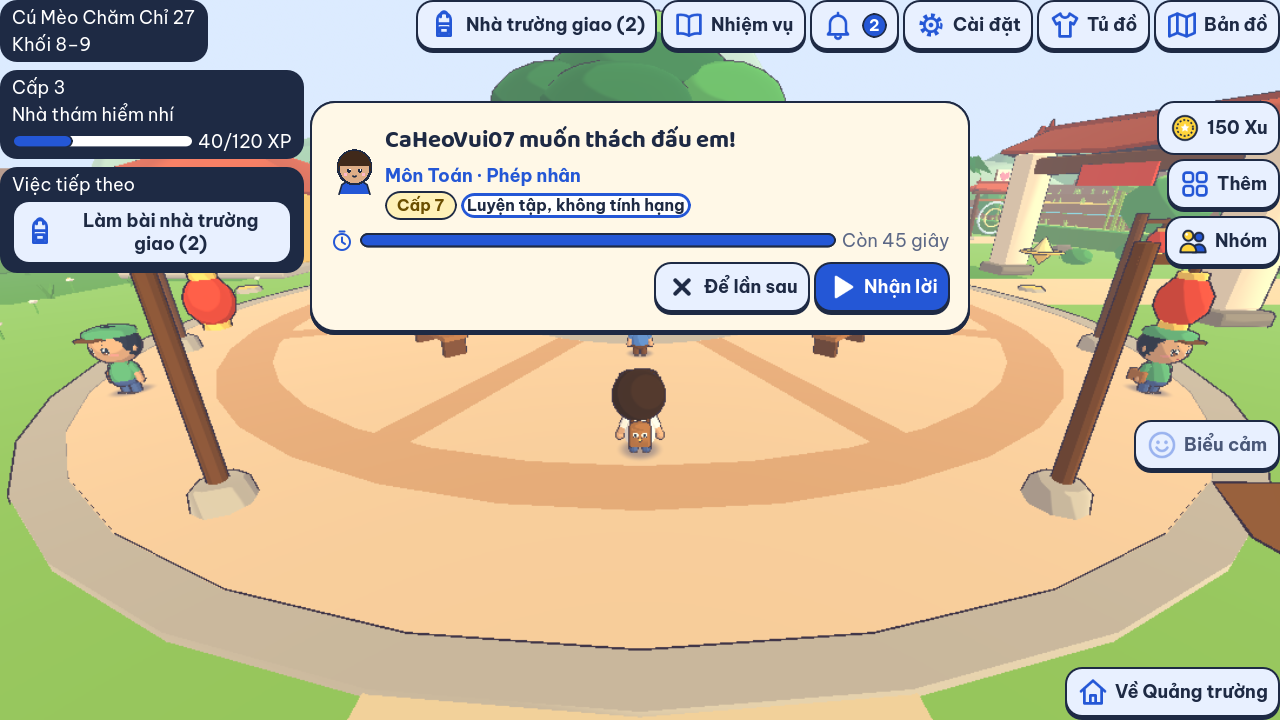 Cú Mèo Chăm Chỉ 27
Khối 8–9
Nhà trường giao (2)
Nhiệm vụ
2
Cài đặt
Tủ đồ
Bản đồ
Cấp 3
Nhà thám hiểm nhí
40/120 XP
Việc tiếp theo
Làm bài nhà trường
giao (2)
CaHeoVui07 muốn thách đấu em!
Môn Toán · Phép nhân
Cấp 7
Luyện tập, không tính hạng
Còn 45 giây
Để lần sau
Nhận lời
150 Xu
Thêm
Nhóm
Biểu cảm
Về Quảng trường